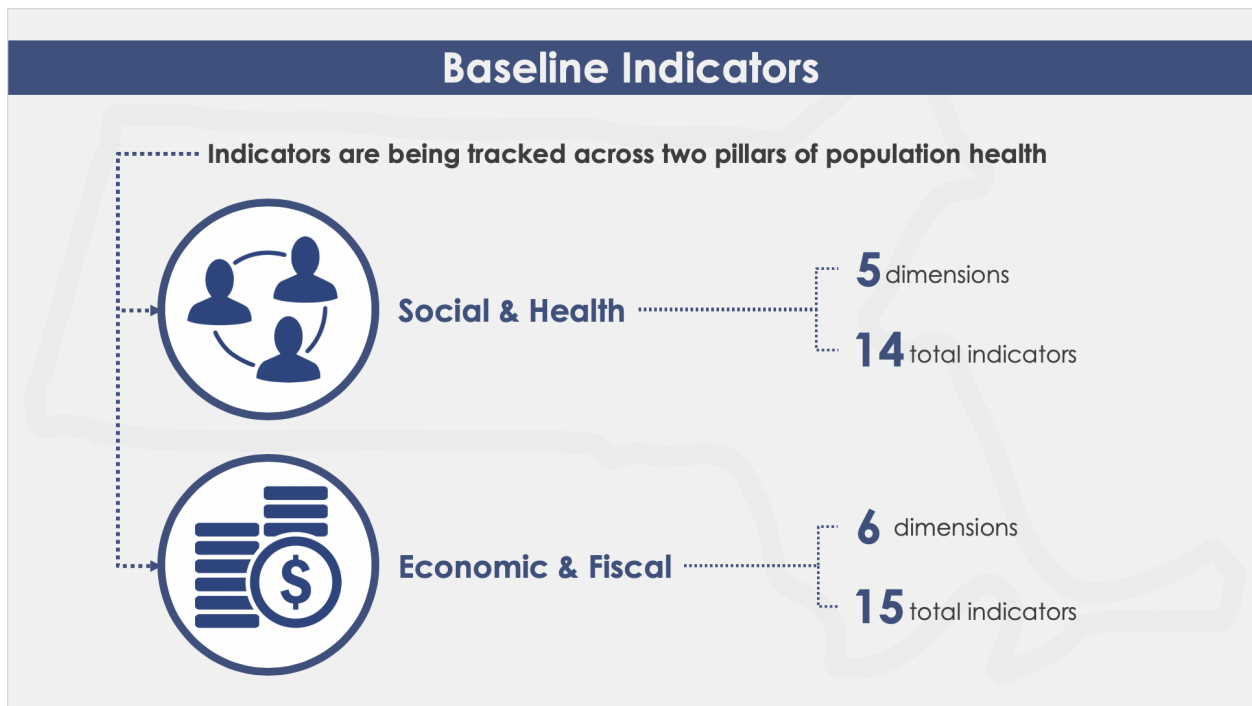 Baseline Indicators
Indicators are being tracked across two pillars of population health
Social & Health
5 dimensions
14 total indicators
$
Economic & Fiscal
6 dimensions
15 total indicators